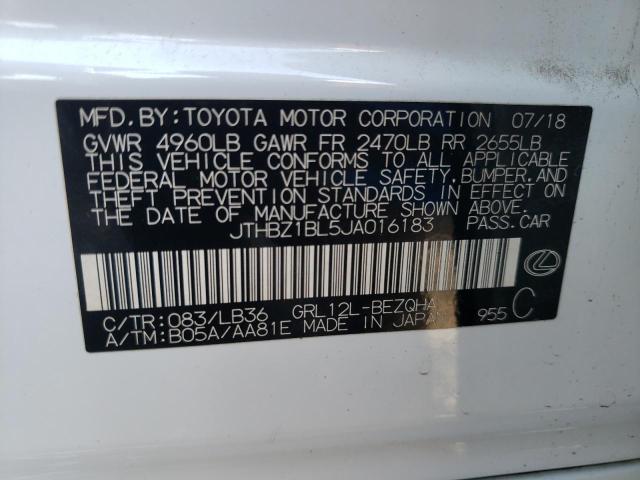 MFD.BY:TOYOTA MOTOR CORPORATION 07/18
GVWR 4960LB GAWR FR 2470LB RR 2655LB
THIS VEHICLE CONFORMS TO ALL APPLICABLE
FEDERAL MOTOR VEHICLE SAFETY,BUMPER,AND
THEFT PREVENTION STANDARDS IN EFFECT ON
THE DATE OF MANUFACTURE SHOWN ABOVE.
JTHBZ1BL5JA016183 PASS.CAR
C/TR:083/LB36 GRL12L-BEZQHA
A/TM:B05A/AA81E MADE IN JAPAN 955 C